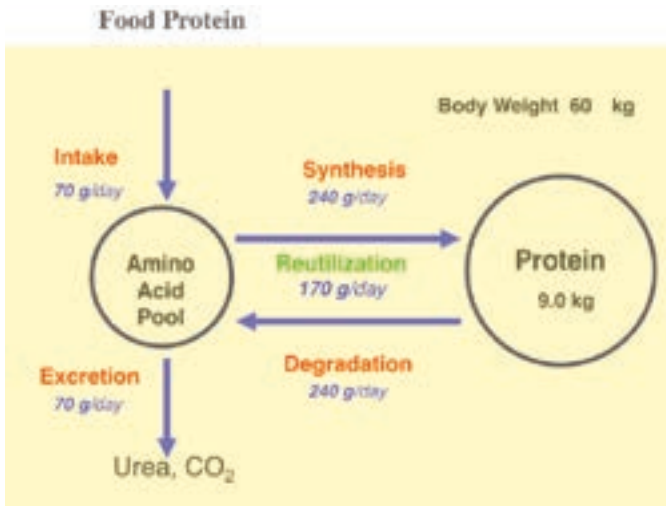 Food Protein
Body Weight 60 kg
Intake
70 g/day
Synthesis
240 g/day
Amino
Acid
Pool
Reutilization
170 g/day
Protein
9.0 kg
Degradation
240 g/day
Excretion
70 g/day
Urea, CO₂